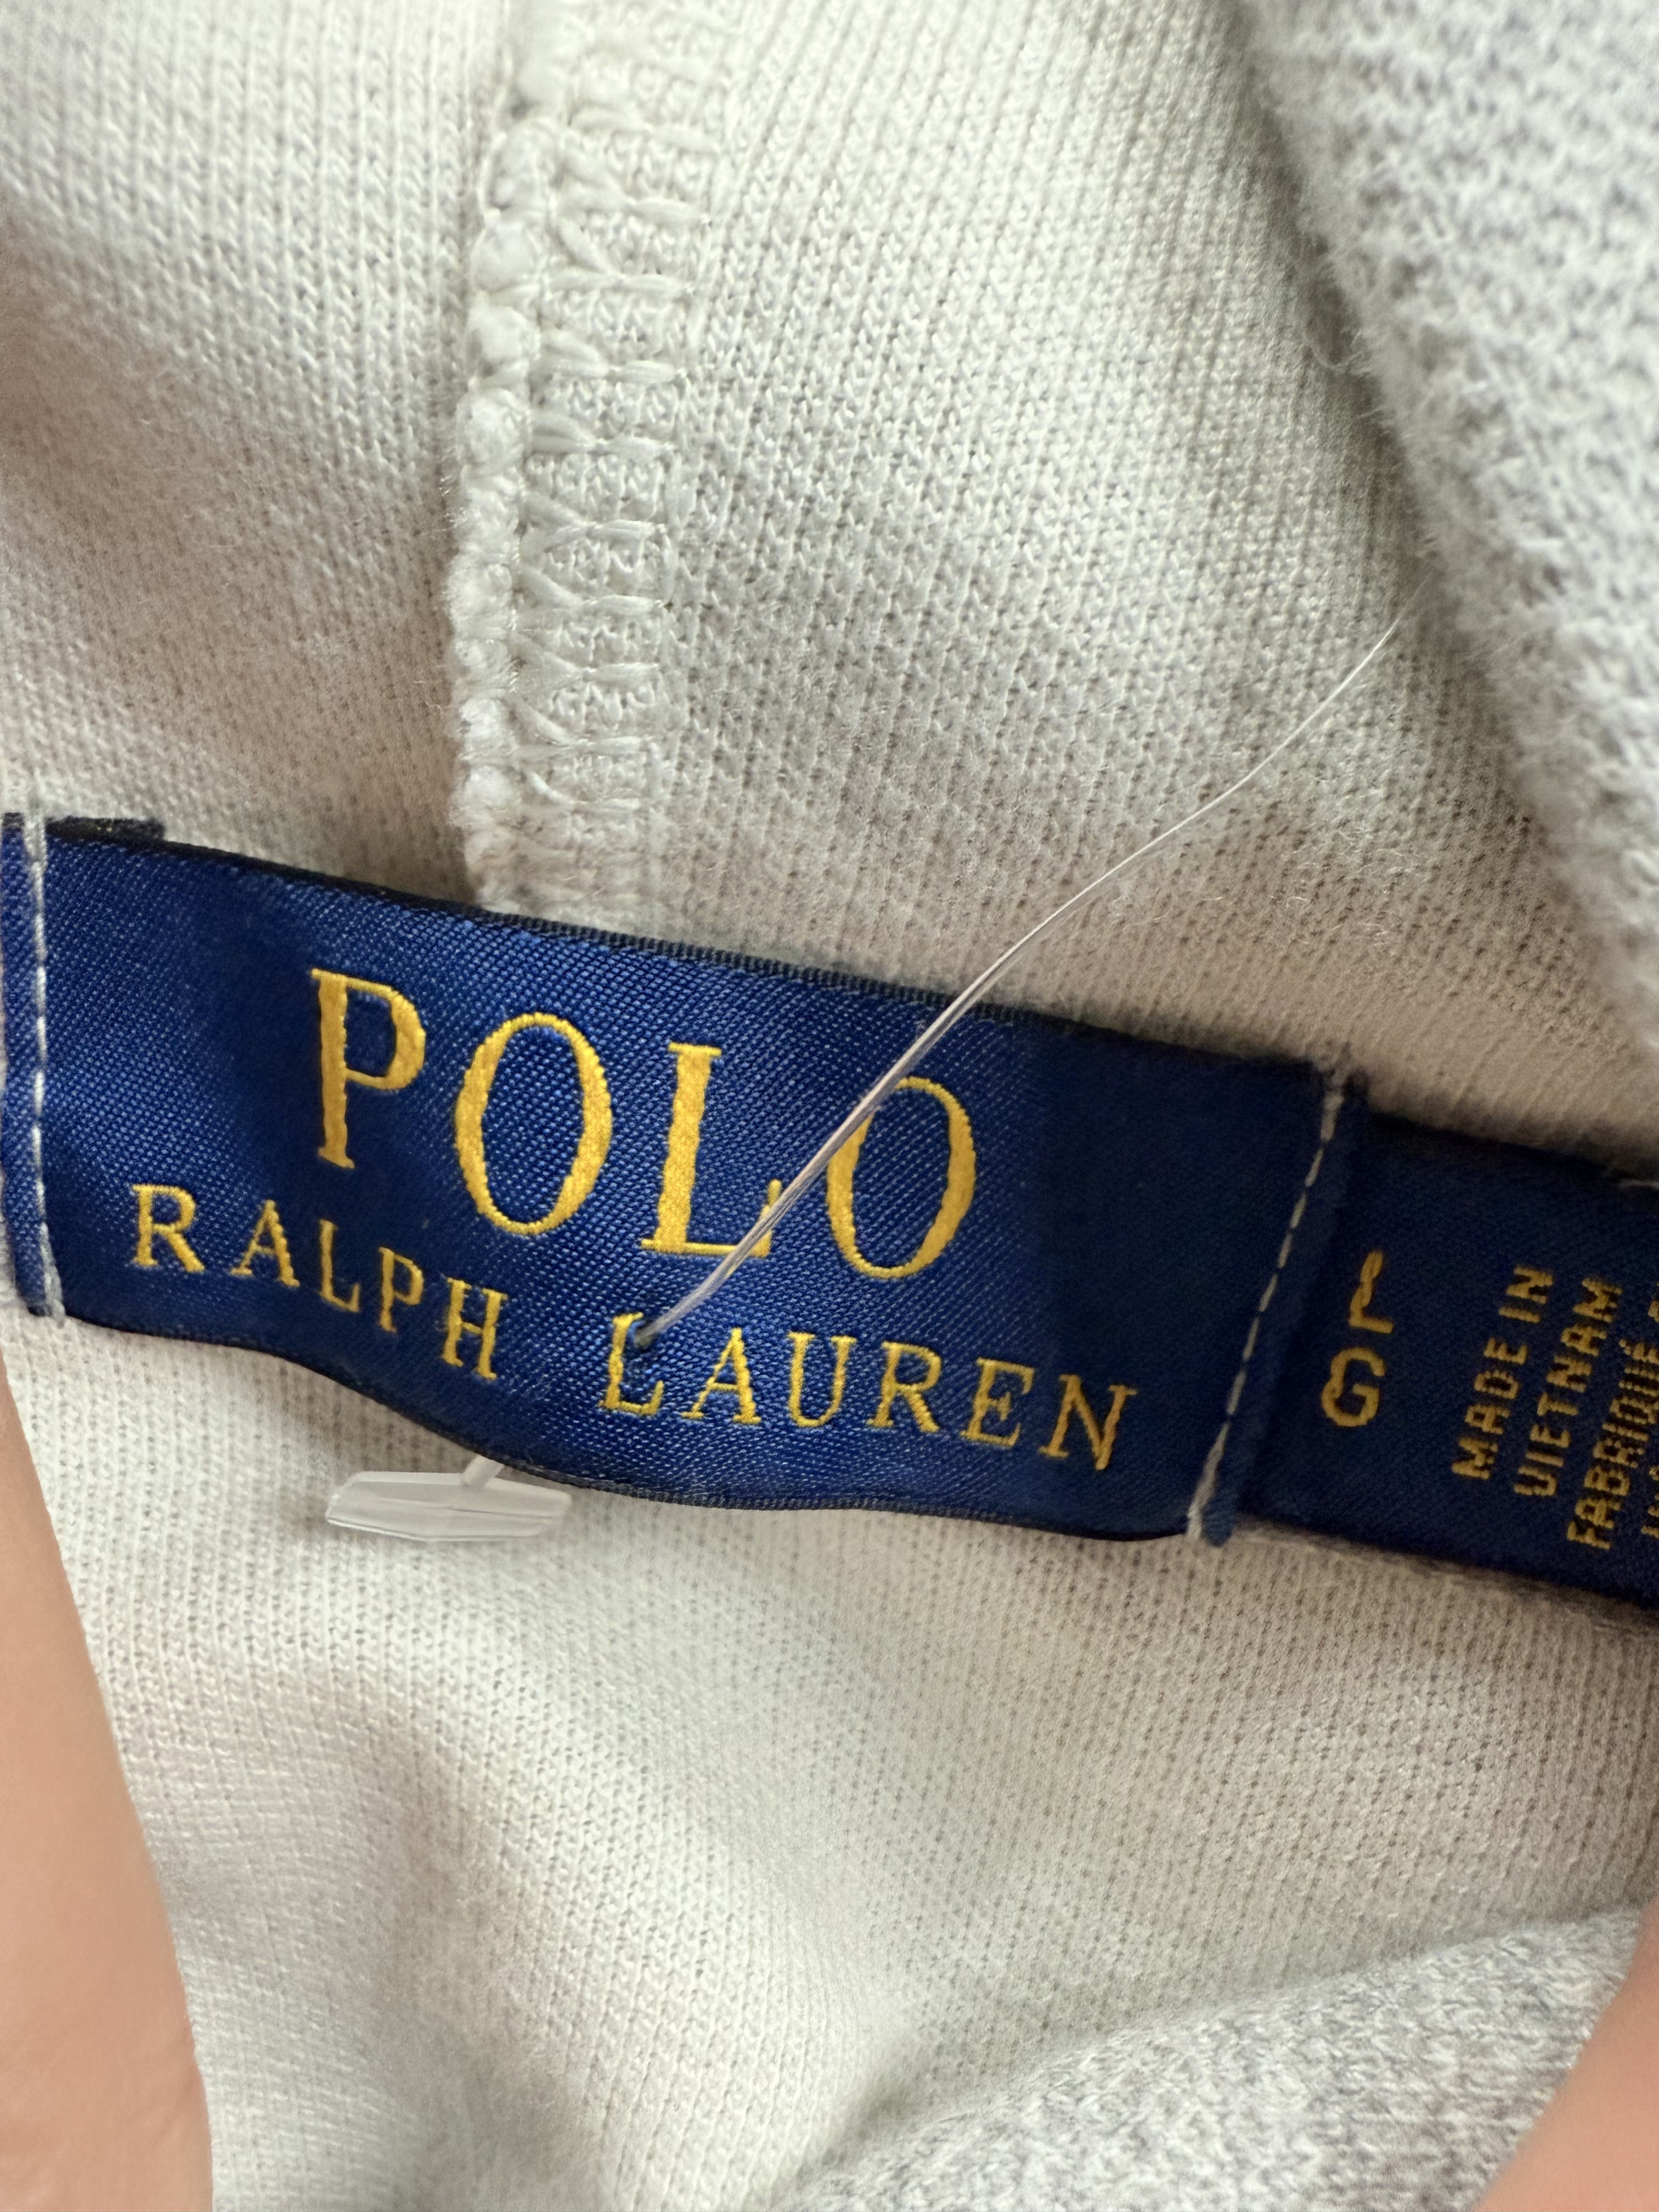 POLO
RALPH LAUREN
L
G
MADE IN
VIETNAM
FABRIQUÉ